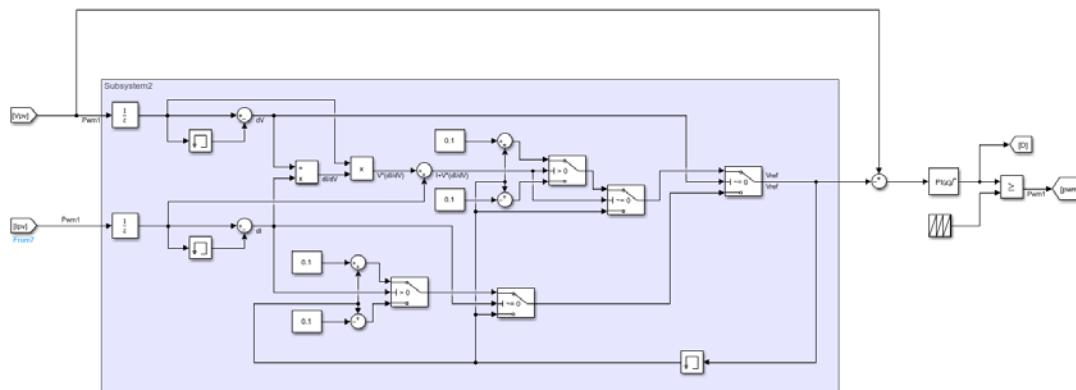 Subsystem2
[Vpv]
Pwm1
1
z
dV
0.1
> 0
÷
×
dI/dV
×
V*(dI/dV)
I+V*(dI/dV)
0.1
~= 0
~= 0
Vref
Vref
[D]
≥
Pwm1
[Ipv]
From7
Pwm1
1
z
dI
0.1
> 0
0.1
~= 0